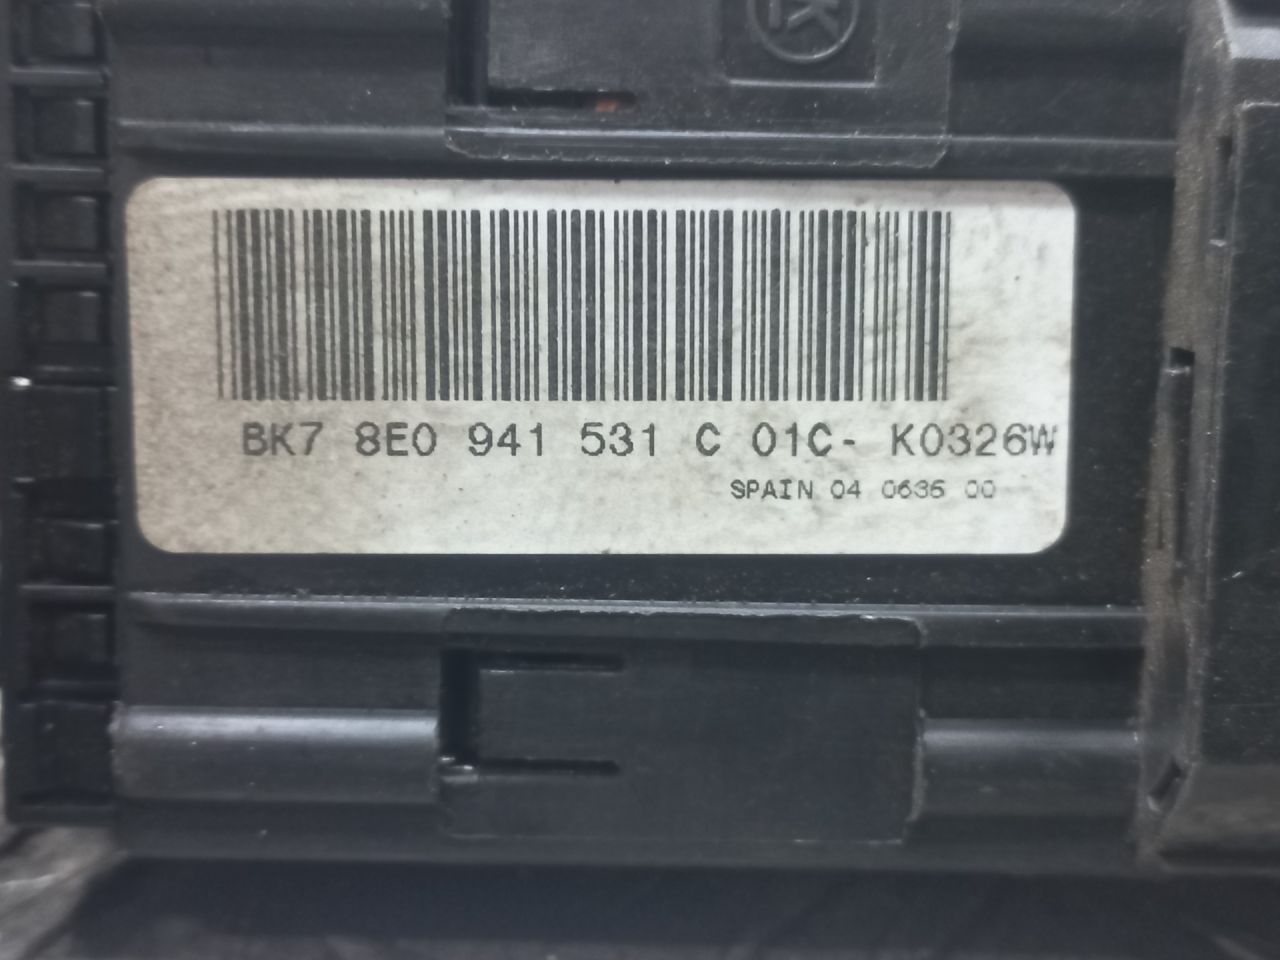 K
BK7 8E0 941 531 C 01C- K0326W
SPAIN 04 0636 00